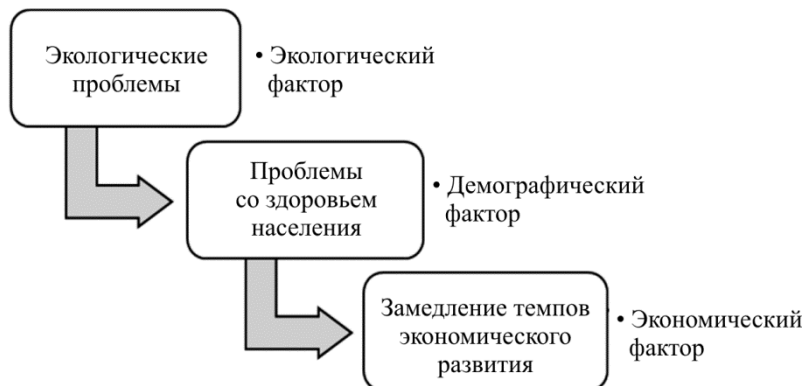 Экологические
проблемы
• Экологический
фактор
Проблемы
со здоровьем
населения
• Демографический
фактор
Замедление темпов
экономического
развития
• Экономический
фактор